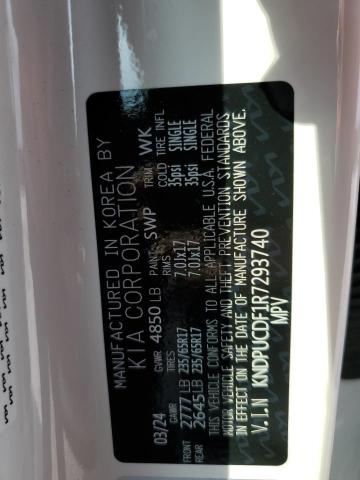 MANUFACTURED IN KOREA BY
KIA CORPORATION
03/24 GVWR 4850 LB PAINT: SWP TRIM: WK
GAWR TIRES RIMS COLD TIRE INFL
FRONT 2777 LB 235/65R17 7.0JX17 35psi SINGLE
REAR 2645 LB 235/65R17 7.0JX17 35psi SINGLE
THIS VEHICLE CONFORMS TO ALL APPLICABLE U.S.A. FEDERAL
MOTOR VEHICLE SAFETY AND THEFT PREVENTION STANDARDS
IN EFFECT ON THE DATE OF MANUFACTURE SHOWN ABOVE.
V.I.N KNDPUCDF1R7293740
MPV